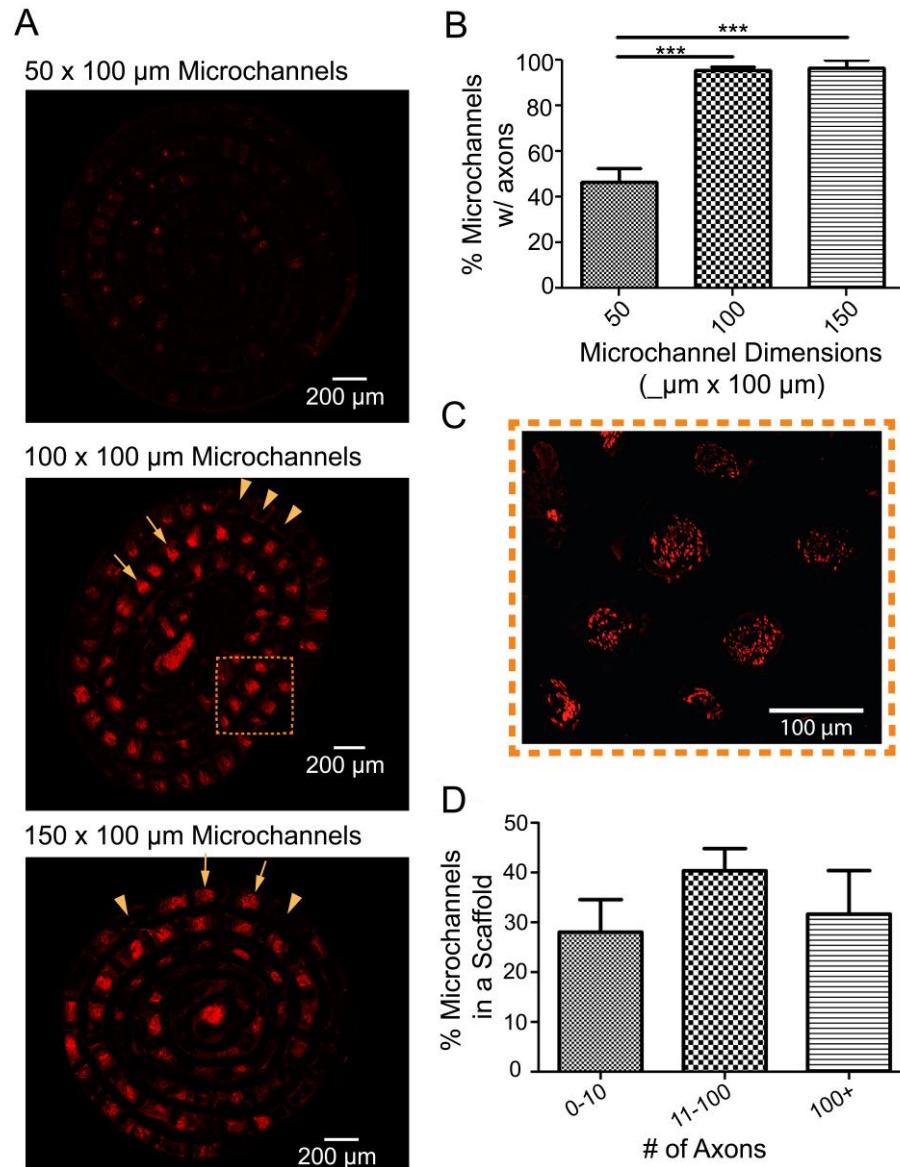 A
50 x 100 µm Microchannels
200 µm
100 x 100 µm Microchannels
200 µm
150 x 100 µm Microchannels
200 µm
B
***
***
% Microchannels
w/ axons
100
80
60
40
20
0
50
100
150
Microchannel Dimensions
(_µm x 100 µm)
C
100 µm
D
% Microchannels
in a Scaffold
50
40
30
20
10
0
0-10
11-100
100+
# of Axons